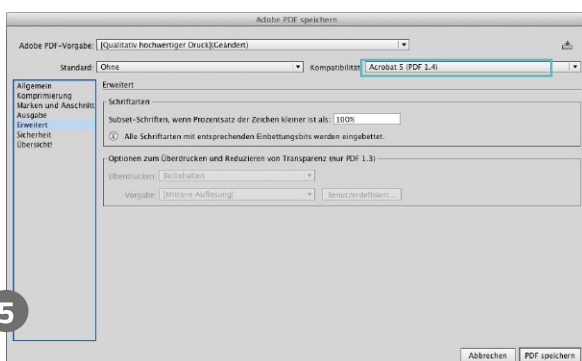 Adobe PDF speichern
Adobe PDF-Vorgabe: [Qualitativ hochwertiger Druck](Geändert)
Standard: Ohne Kompatibilität: Acrobat 5 (PDF 1.4)
Allgemein
Komprimierung
Marken und Anschnitt
Ausgabe
Erweitert
Sicherheit
Übersicht
Erweitert
Schriftarten
Subset-Schriften, wenn Prozentsatz der Zeichen kleiner ist als: 100%
Alle Schriftarten mit entsprechenden Einbettungsbits werden eingebettet.
Optionen zum Überdrucken und Reduzieren von Transparenz (nur PDF 1.3)
Überdrucken: Beibehalten
Vorgabe: [Mittlere Auflösung] Benutzerdefiniert...
5
Abbrechen PDF speichern